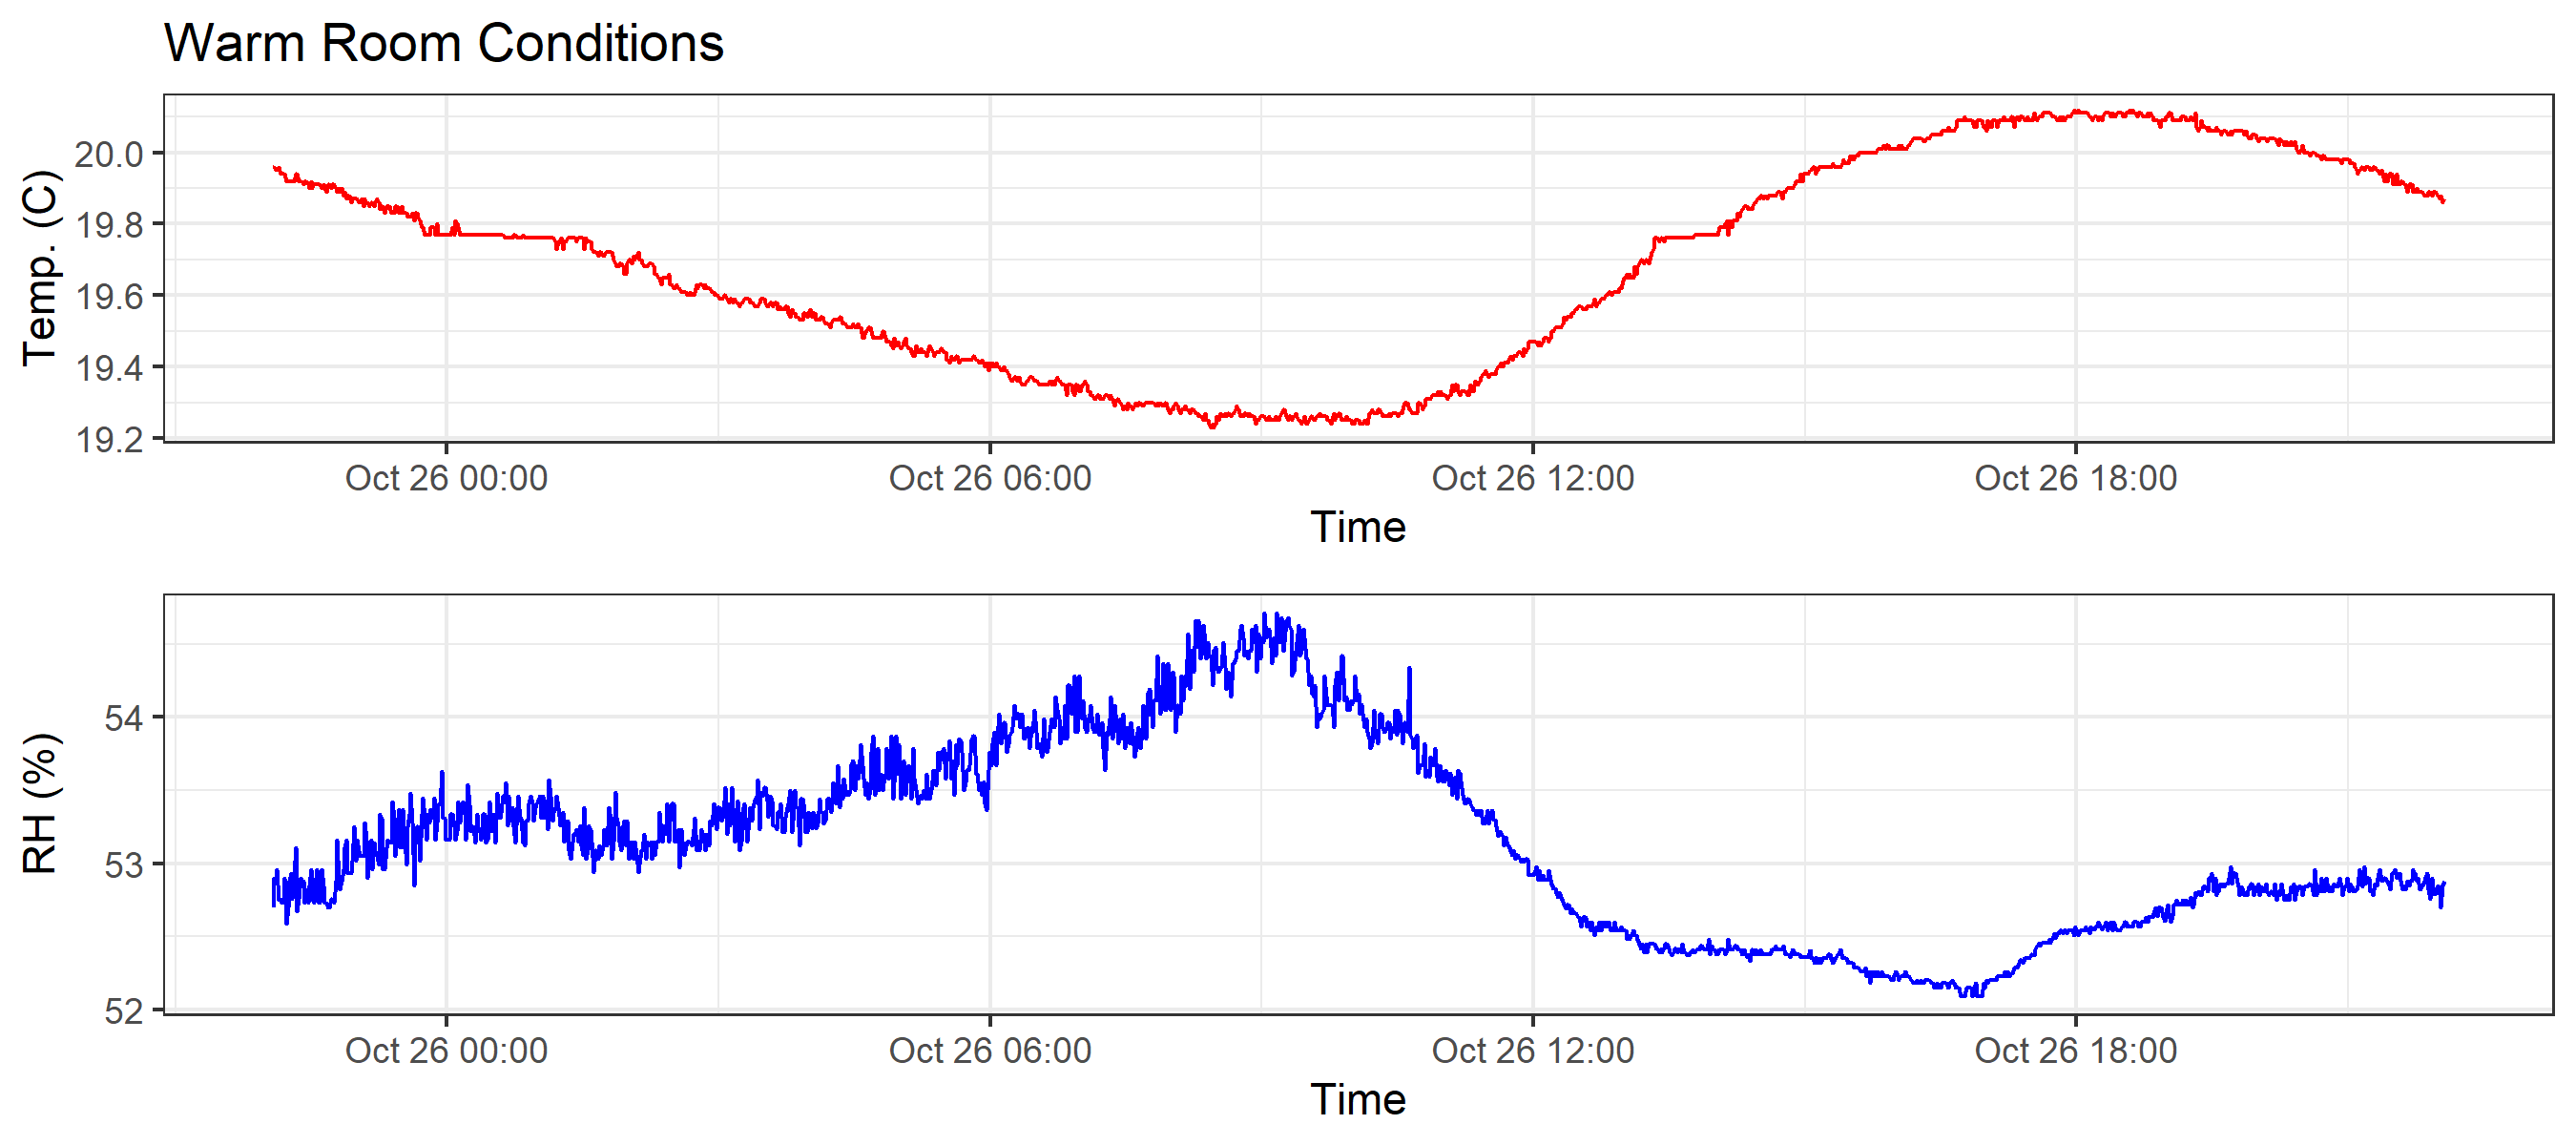 Warm Room Conditions
Temp. (C)
20.0
19.8
19.6
19.4
19.2
Oct 26 00:00 Oct 26 06:00 Oct 26 12:00 Oct 26 18:00
Time
RH (%)
54
53
52
Oct 26 00:00 Oct 26 06:00 Oct 26 12:00 Oct 26 18:00
Time